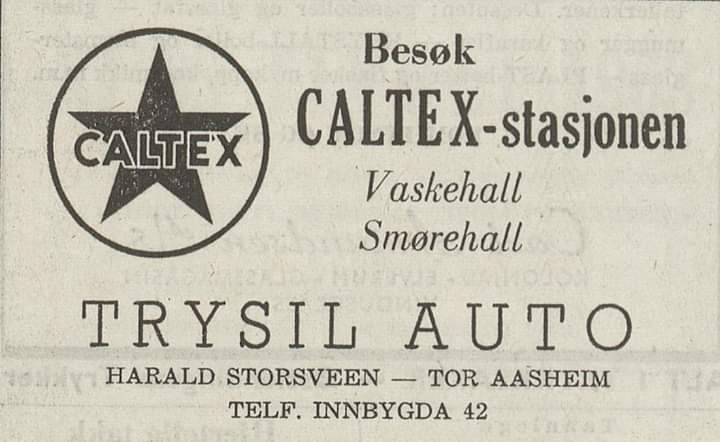 Besøk
CALTEX
CALTEX-stasjonen
Vaskehall
Smørehall
TRYSIL AUTO
HARALD STORSVEEN — TOR AASHEIM
TELF. INNBYGDA 42